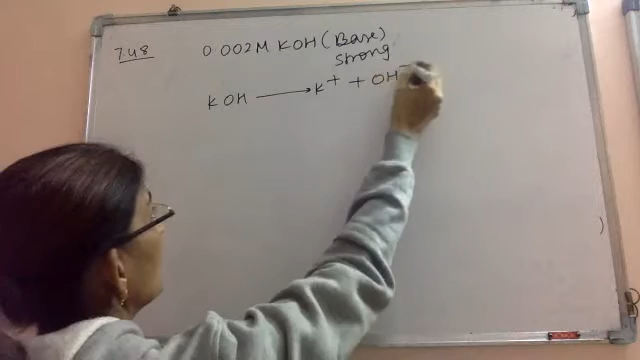 7.48 0.002M KOH (Base)
Strong
KOH ⟶ K⁺ + OH⁻